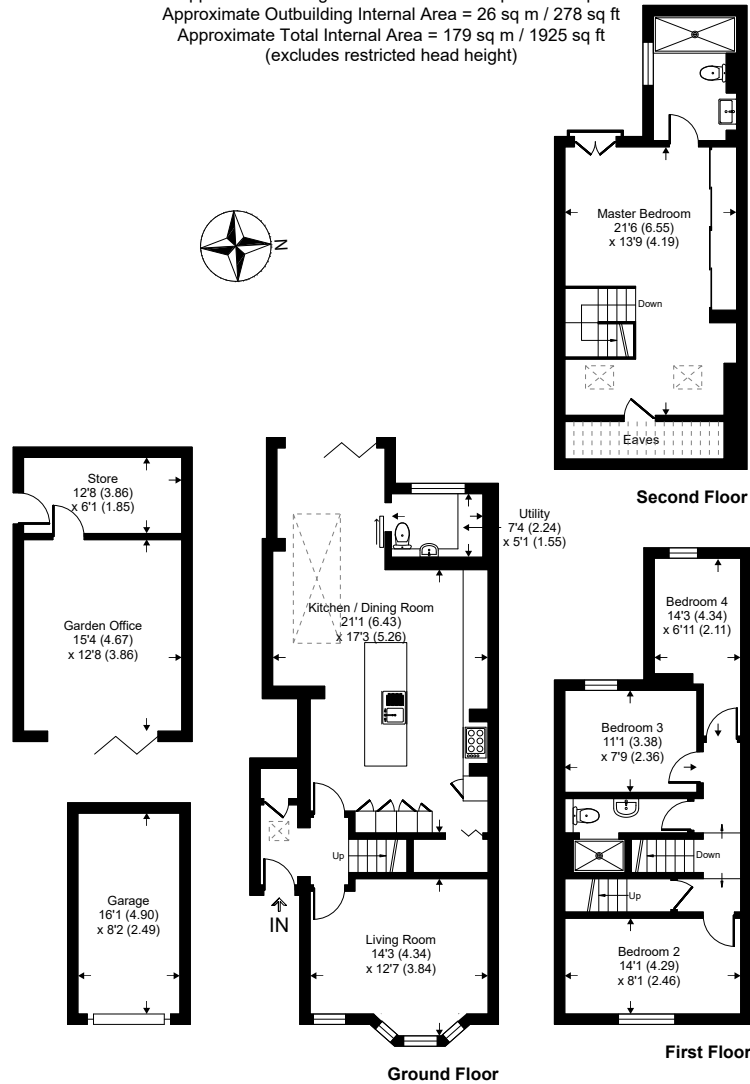 Approximate Outbuilding Internal Area = 26 sq m / 278 sq ft
Approximate Total Internal Area = 179 sq m / 1925 sq ft
(excludes restricted head height)
N
Master Bedroom
21'6 (6.55)
x 13'9 (4.19)
Down
Eaves
Second Floor
Store
12'8 (3.86)
x 6'1 (1.85)
Garden Office
15'4 (4.67)
x 12'8 (3.86)
Garage
16'1 (4.90)
x 8'2 (2.49)
Utility
7'4 (2.24)
x 5'1 (1.55)
Kitchen / Dining Room
21'1 (6.43)
x 17'3 (5.26)
Up
IN
Living Room
14'3 (4.34)
x 12'7 (3.84)
Ground Floor
Bedroom 4
14'3 (4.34)
x 6'11 (2.11)
Bedroom 3
11'1 (3.38)
x 7'9 (2.36)
Down
Up
Bedroom 2
14'1 (4.29)
x 8'1 (2.46)
First Floor